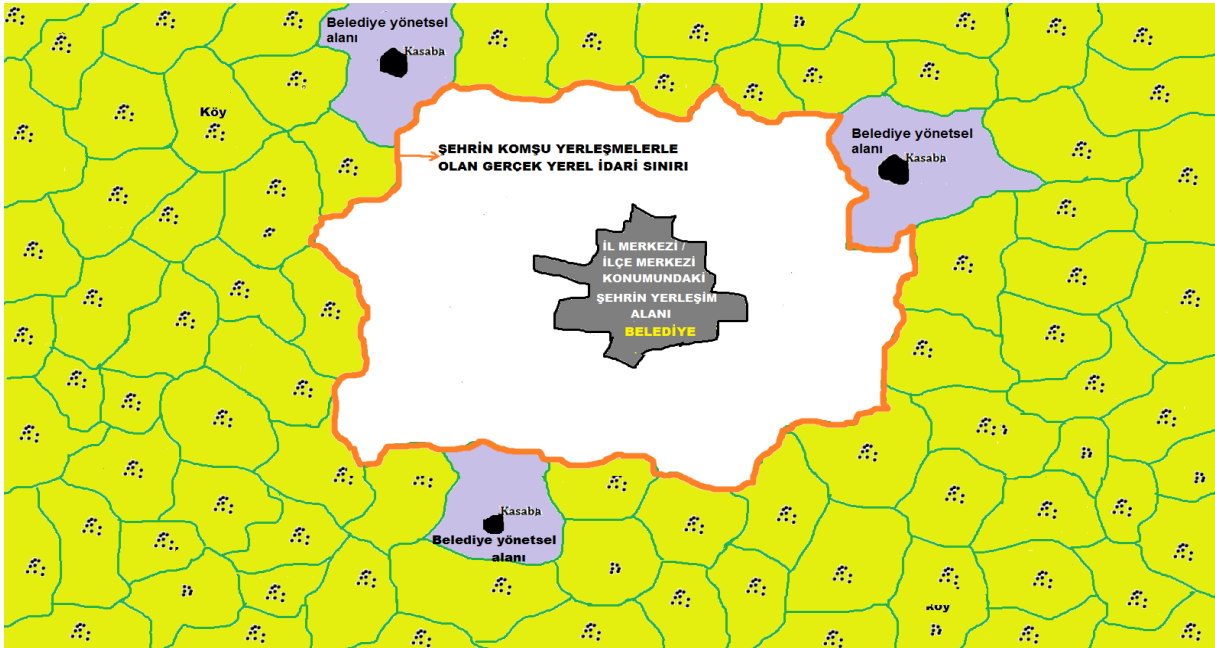 Belediye yönetsel
alanı
Kasaba
Köy
ŞEHRİN KOMŞU YERLEŞMELERLE
OLAN GERÇEK YEREL İDARİ SINIRI
Belediye yönetsel
alanı
Kasaba
İL MERKEZİ /
İLÇE MERKEZİ
KONUMUNDAKİ
ŞEHRİN YERLEŞİM
ALANI
BELEDİYE
Kasaba
Belediye yönetsel
alanı
Köy